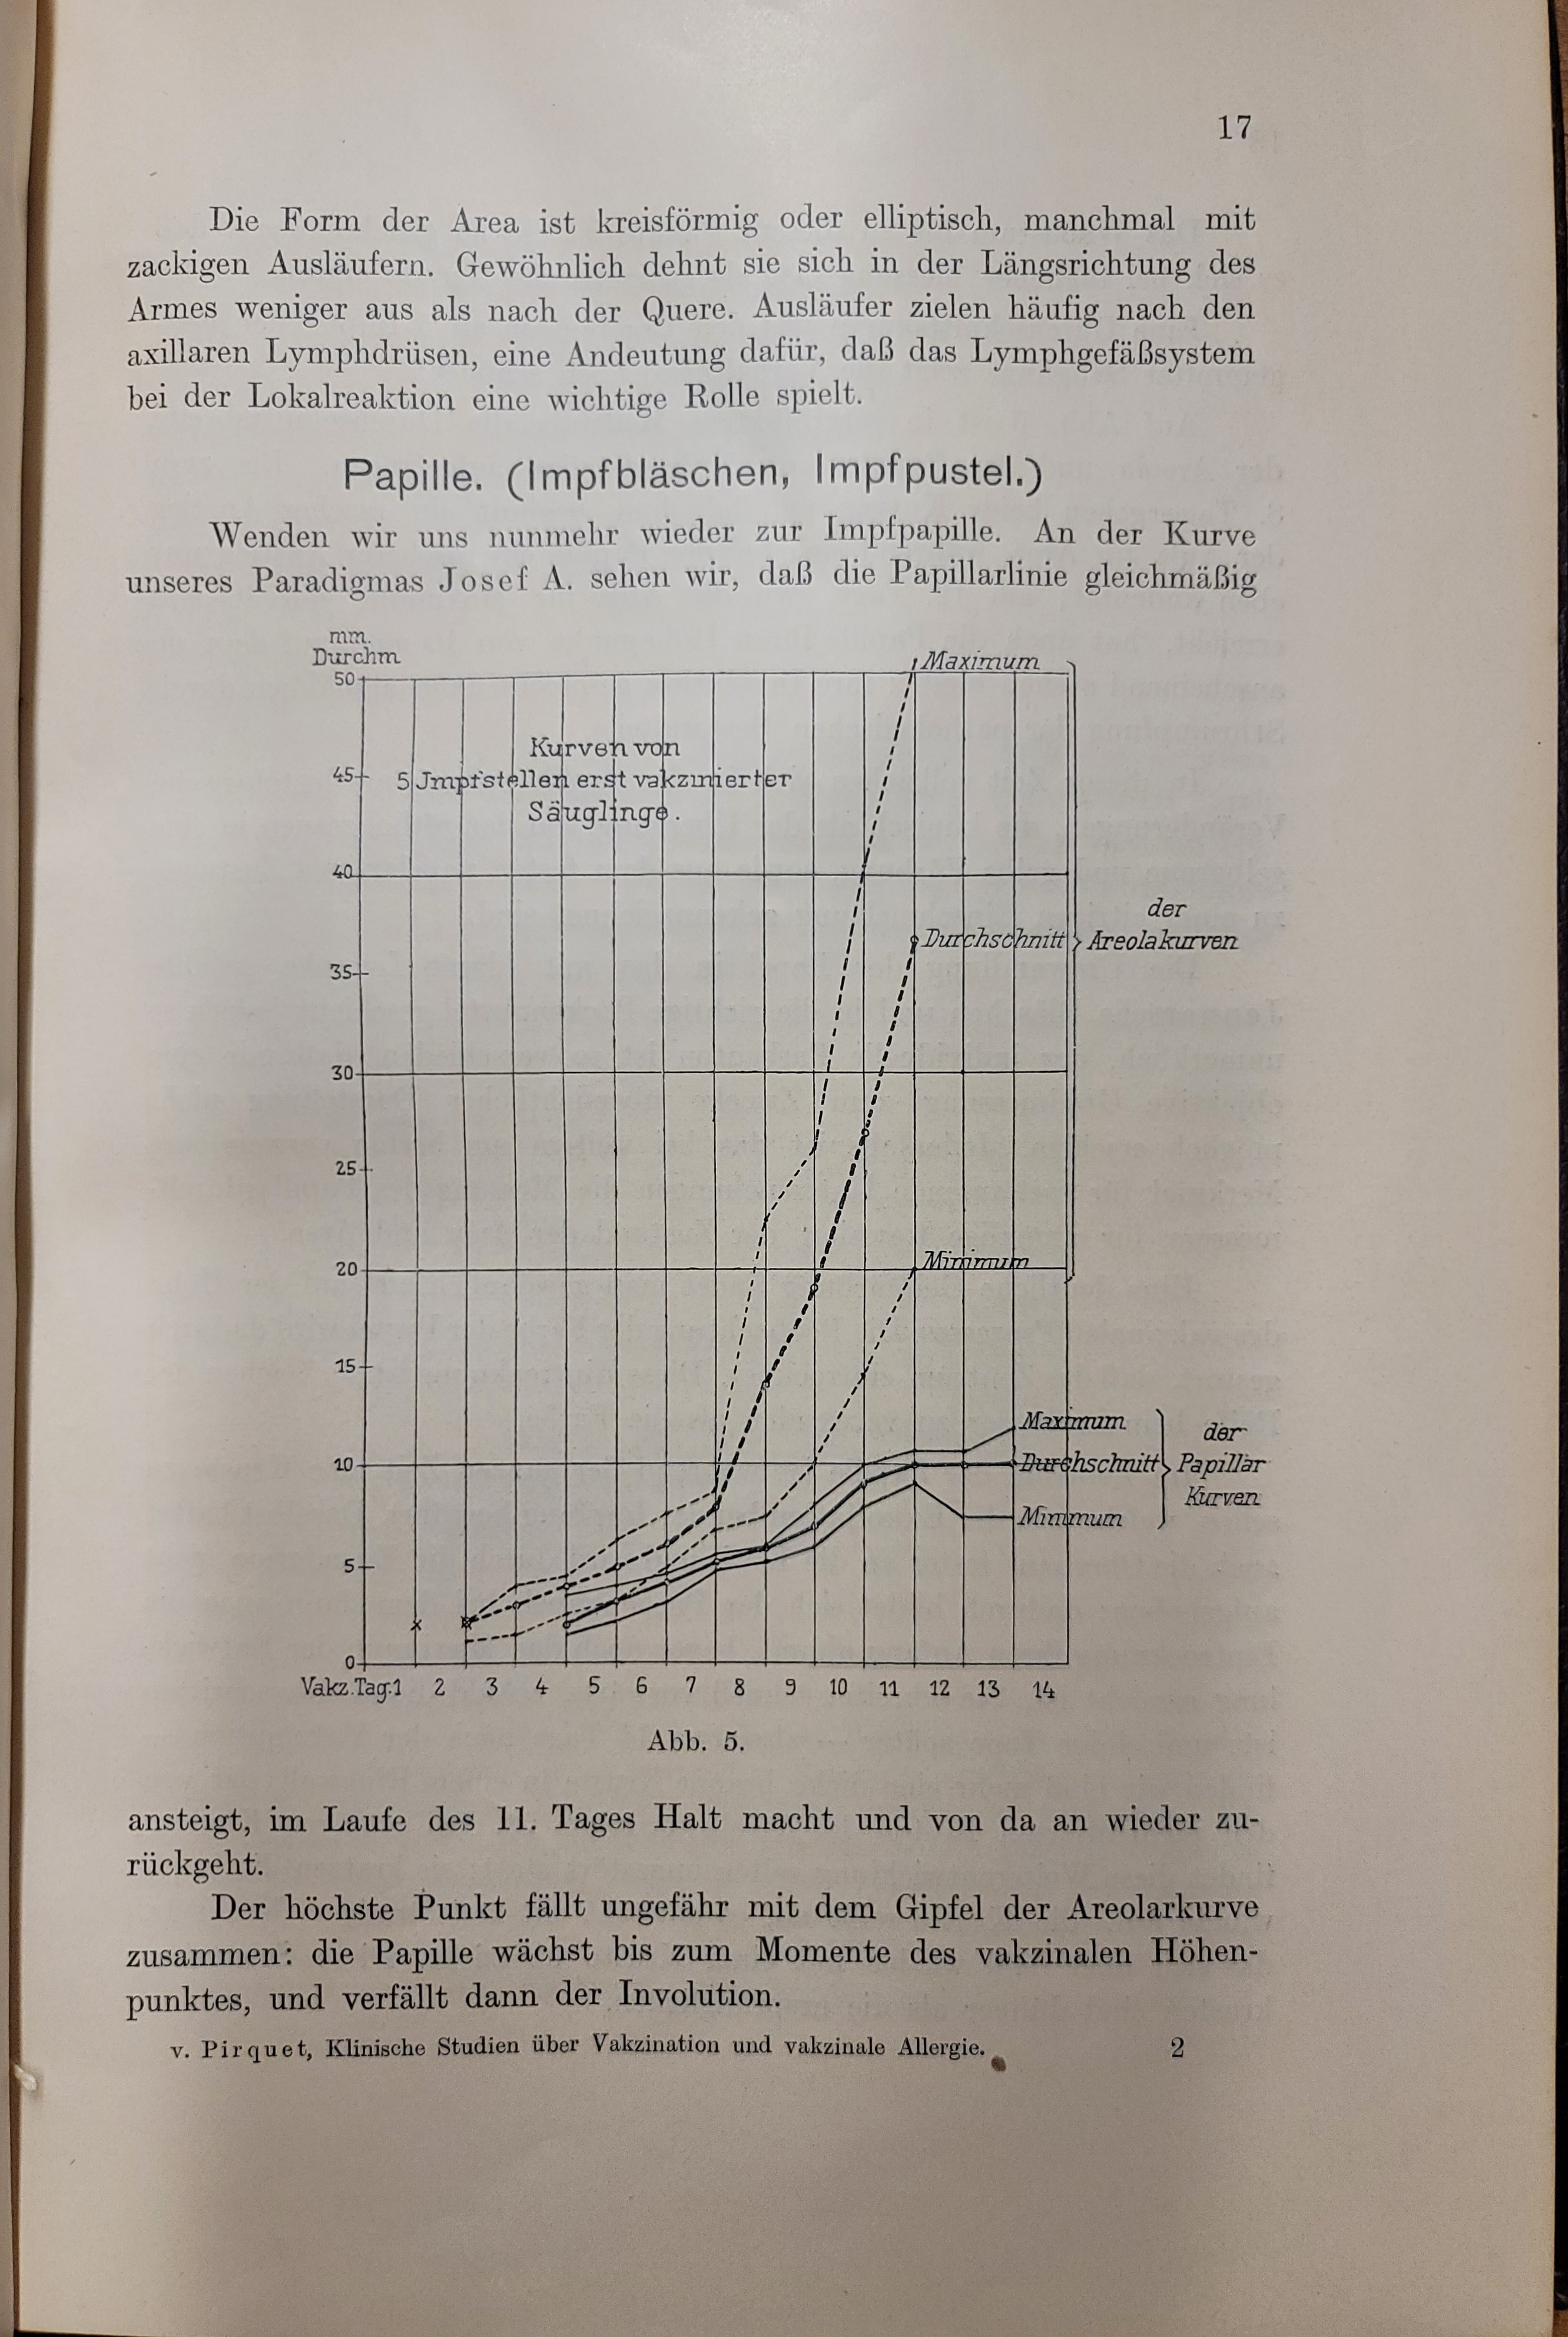 17
Die Form der Area ist kreisförmig oder elliptisch, manchmal mit
zackigen Ausläufern. Gewöhnlich dehnt sie sich in der Längsrichtung des
Armes weniger aus als nach der Quere. Ausläufer zielen häufig nach den
axillaren Lymphdrüsen, eine Andeutung dafür, daß das Lymphgefäßsystem
bei der Lokalreaktion eine wichtige Rolle spielt.
Papille. (Impfbläschen, Impfpustel.)
Wenden wir uns nunmehr wieder zur Impfpapille. An der Kurve
unseres Paradigmas Josef A. sehen wir, daß die Papillarlinie gleichmäßig
mm.
Durchm
Maximum
50
Kurven von
45
5 Jmpfstellen erst vakzinierter
Säuglinge.
40
der
Durchschnitt
Areolakurven
35
30
25
Minimum
20
15
Maximum
der
10
Durchschnitt
Papillar
Kurven
Minimum
5
0
Vakz.Tag.1 2 3 4 5 6 7 8 9 10 11 12 13 14
Abb. 5.
ansteigt, im Laufe des 11. Tages Halt macht und von da an wieder zu-
rückgeht.
Der höchste Punkt fällt ungefähr mit dem Gipfel der Areolarkurve
zusammen: die Papille wächst bis zum Momente des vakzinalen Höhen-
punktes, und verfällt dann der Involution.
v. Pirquet, Klinische Studien über Vakzination und vakzinale Allergie. 2